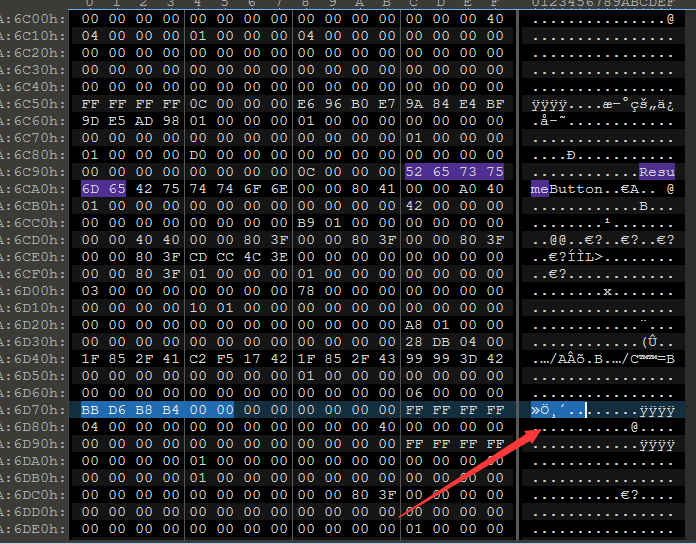 0 1 2 3 4 5 6 7 8 9 A B C D E F 0123456789ABCDEF
A:6C00h: 00 00 00 00 00 00 00 00 00 00 00 00 00 00 00 40 ...............@
A:6C10h: 04 00 00 00 01 00 00 00 04 00 00 00 00 00 00 00 ................
A:6C20h: 00 00 00 00 00 00 00 00 00 00 00 00 00 00 00 00 ................
A:6C30h: 00 00 00 00 00 00 00 00 00 00 00 00 00 00 00 00 ................
A:6C40h: 00 00 00 00 00 00 00 00 00 00 00 00 00 00 00 00 ................
A:6C50h: FF FF FF FF 0C 00 00 00 E6 96 B0 E7 9A 84 E4 BF ÿÿÿÿ....æ–°çš„ä¿
A:6C60h: 9D E5 AD 98 01 00 00 00 01 00 00 00 00 00 00 00 .å-˜............
A:6C70h: 00 00 00 00 00 00 00 00 00 00 00 00 01 00 00 00 ................
A:6C80h: 01 00 00 00 D0 00 00 00 00 00 00 00 00 00 00 00 ....Ð...........
A:6C90h: 00 00 00 00 00 00 00 00 0C 00 00 00 52 65 73 75 ............Resu
A:6CA0h: 6D 65 42 75 74 74 6F 6E 00 00 80 41 00 00 A0 40 meButton..€A.. @
A:6CB0h: 01 00 00 00 00 00 00 00 00 00 00 00 42 00 00 00 ............B...
A:6CC0h: 00 00 00 00 00 00 00 00 B9 01 00 00 00 00 00 00 ........¹.......
A:6CD0h: 00 00 40 40 00 00 80 3F 00 00 80 3F 00 00 80 3F ..@@..€?..€?..€?
A:6CE0h: 00 00 80 3F CD CC 4C 3E 00 00 00 00 00 00 00 00 ..€?ÍÌL>........
A:6CF0h: 00 00 80 3F 01 00 00 00 01 00 00 00 00 00 00 00 ..€?............
A:6D00h: 03 00 00 00 00 00 00 00 78 00 00 00 00 00 00 00 ........x.......
A:6D10h: 00 00 00 00 10 01 00 00 00 00 00 00 00 00 00 00 ................
A:6D20h: 00 00 00 00 00 00 00 00 00 00 00 00 A8 01 00 00 ............¨...
A:6D30h: 00 00 00 00 00 00 00 00 00 00 00 00 28 DB 04 00 ............(Û..
A:6D40h: 1F 85 2F 41 C2 F5 17 42 1F 85 2F 43 99 99 3D 42 .…/AÂõ.B.…/C™™=B
A:6D50h: 00 00 00 00 00 00 00 00 01 00 00 00 00 00 00 00 ................
A:6D60h: 00 00 00 00 00 00 00 00 00 00 00 00 06 00 00 00 ................
A:6D70h: BB D6 B8 B4 00 00 00 00 00 00 00 00 FF FF FF FF »Ö¸´........ÿÿÿÿ
A:6D80h: 04 00 00 00 00 00 00 00 00 00 00 40 00 00 00 00 ...........@....
A:6D90h: 00 00 00 00 00 00 00 00 00 00 00 00 FF FF FF FF ............ÿÿÿÿ
A:6DA0h: 00 00 00 00 01 00 00 00 00 00 00 00 00 00 00 00 ................
A:6DB0h: 00 00 00 00 01 00 00 00 00 00 00 00 00 00 00 00 ................
A:6DC0h: 00 00 00 00 00 00 00 00 00 00 80 3F 00 00 00 00 ..........€?....
A:6DD0h: 00 00 00 00 00 00 00 00 00 00 00 00 00 00 00 00 ................
A:6DE0h: 00 00 00 00 00 00 00 00 00 00 00 00 01 00 00 00 ................